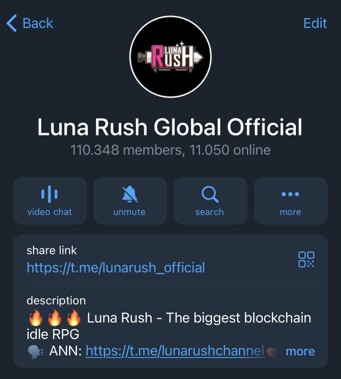 Back
Edit
LUNA
RUSH
Luna Rush Global Official
110.348 members, 11.050 online
video chat
unmute
search
more
share link
https://t.me/lunarush_official
description
🔥🔥🔥 Luna Rush - The biggest blockchain
idle RPG
🗣 ANN: https://t.me/lunarushchannel
more